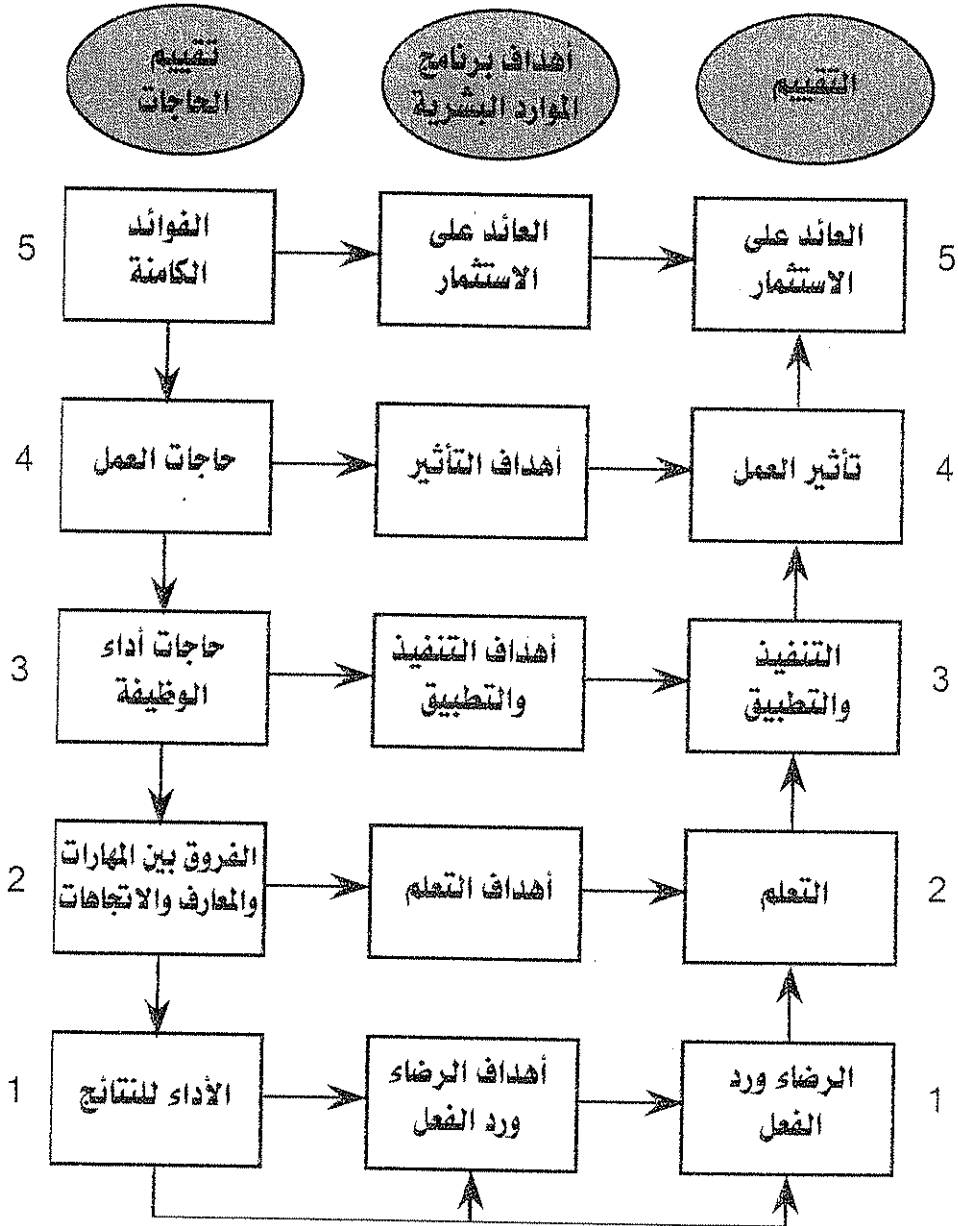 تقييم
الحاجات
أهداف برنامج
الموارد البشرية
التقييم
5
الفوائد
الكامنة
العائد على
الاستثمار
العائد على
الاستثمار
5
4
حاجات العمل
أهداف التأثير
تأثير العمل
4
3
حاجات أداء
الوظيفة
أهداف التنفيذ
والتطبيق
التنفيذ
والتطبيق
3
2
الفروق بين المهارات
والمعارف والاتجاهات
أهداف التعلم
التعلم
2
1
الأداء للنتائج
أهداف الرضاء
ورد الفعل
الرضاء ورد
الفعل
1